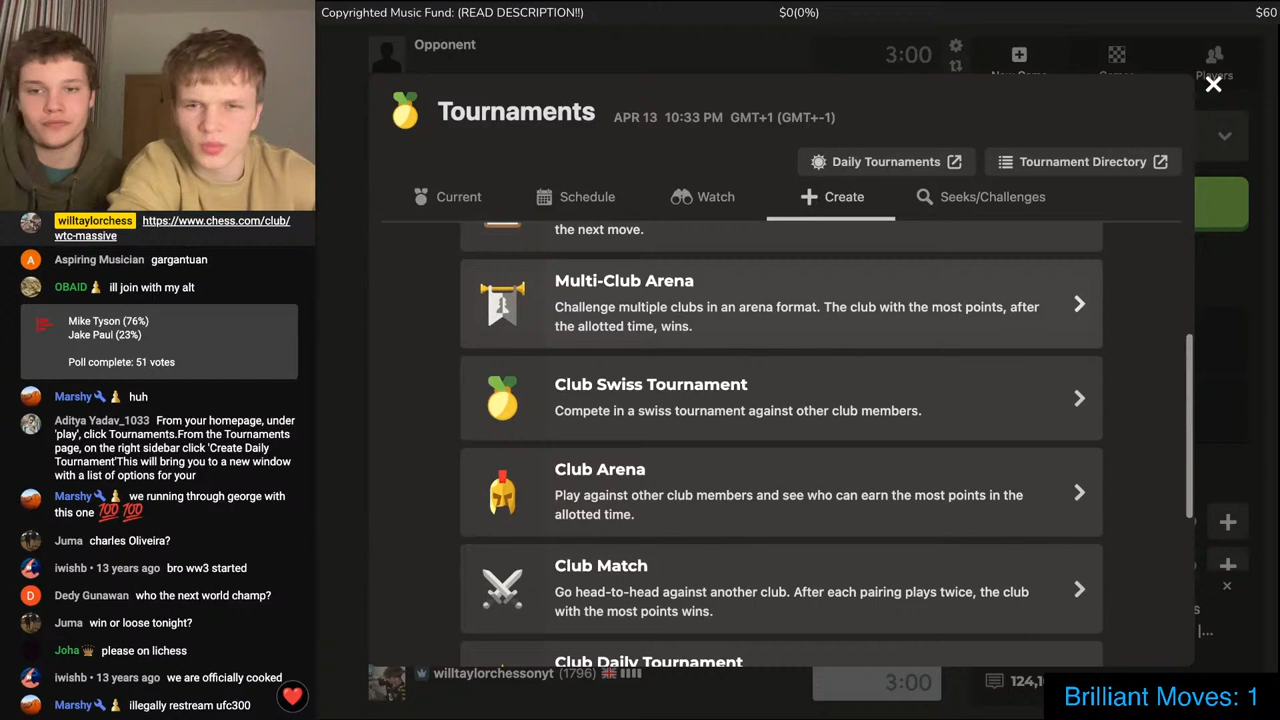 Copyrighted Music Fund: (READ DESCRIPTION!!) $0(0%) $60
Opponent
3:00
Players
Tournaments APR 13 10:33 PM GMT+1 (GMT+-1)
Daily Tournaments
Tournament Directory
Current
Schedule
Watch
Create
Seeks/Challenges
the next move.
Multi-Club Arena
Challenge multiple clubs in an arena format. The club with the most points, after
the allotted time, wins.
Club Swiss Tournament
Compete in a swiss tournament against other club members.
Club Arena
Play against other club members and see who can earn the most points in the
allotted time.
Club Match
Go head-to-head against another club. After each pairing plays twice, the club
with the most points wins.
Club Daily Tournament
willtaylorchessonyt (1796)
3:00
124,1
Brilliant Moves: 1
willtaylorchess https://www.chess.com/club/
wtc-massive
A Aspiring Musician gargantuan
OBAID ill join with my alt
Mike Tyson (76%)
Jake Paul (23%)
Poll complete: 51 votes
Marshy huh
Aditya Yadav_1033 From your homepage, under
'play', click Tournaments.From the Tournaments
page, on the right sidebar click 'Create Daily
Tournament'This will bring you to a new window
with a list of options for your
Marshy we running through george with
this one 100 100
Juma charles Oliveira?
iwishb • 13 years ago bro ww3 started
D Dedy Gunawan who the next world champ?
Juma win or loose tonight?
Joha please on lichess
iwishb • 13 years ago we are officially cooked
Marshy illegally restream ufc300